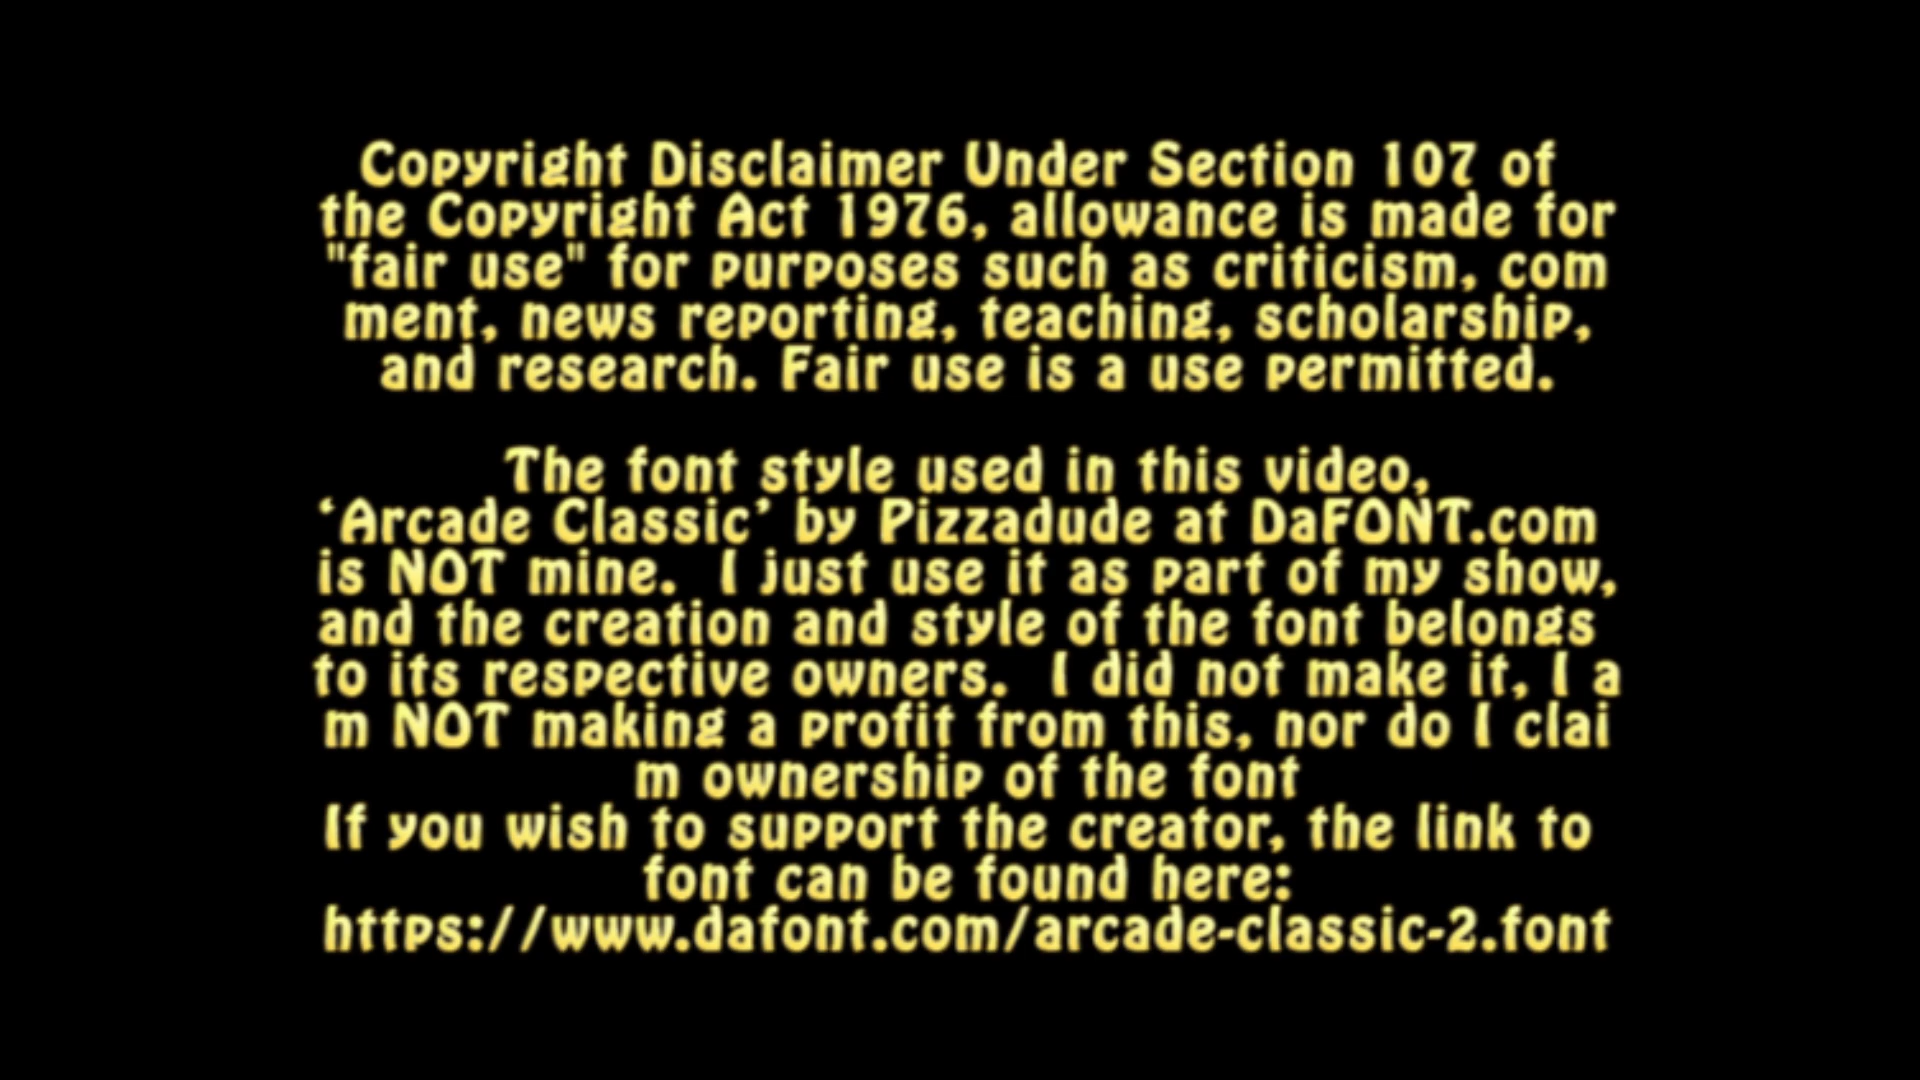 Copyright Disclaimer Under Section 107 of
the Copyright Act 1976, allowance is made for
"fair use" for purposes such as criticism, com
ment, news reporting, teaching, scholarship,
and research. Fair use is a use permitted.
The font style used in this video,
‘Arcade Classic’ by Pizzadude at DaFONT.com
is NOT mine.  I just use it as part of my show,
and the creation and style of the font belongs
to its respective owners.  I did not make it, I a
m NOT making a profit from this, nor do I clai
m ownership of the font
If you wish to support the creator, the link to
font can be found here:
https://www.dafont.com/arcade-classic-2.font